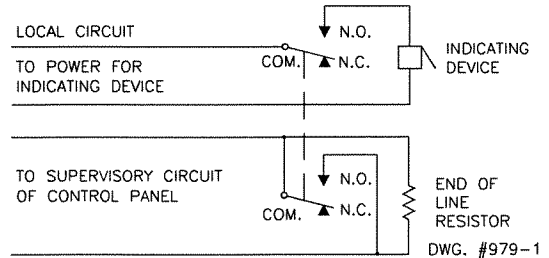 LOCAL CIRCUIT
N.O.
COM.
N.C.
INDICATING
DEVICE
TO POWER FOR
INDICATING DEVICE
TO SUPERVISORY CIRCUIT
OF CONTROL PANEL
N.O.
COM.
N.C.
END OF
LINE
RESISTOR
DWG. #979-1